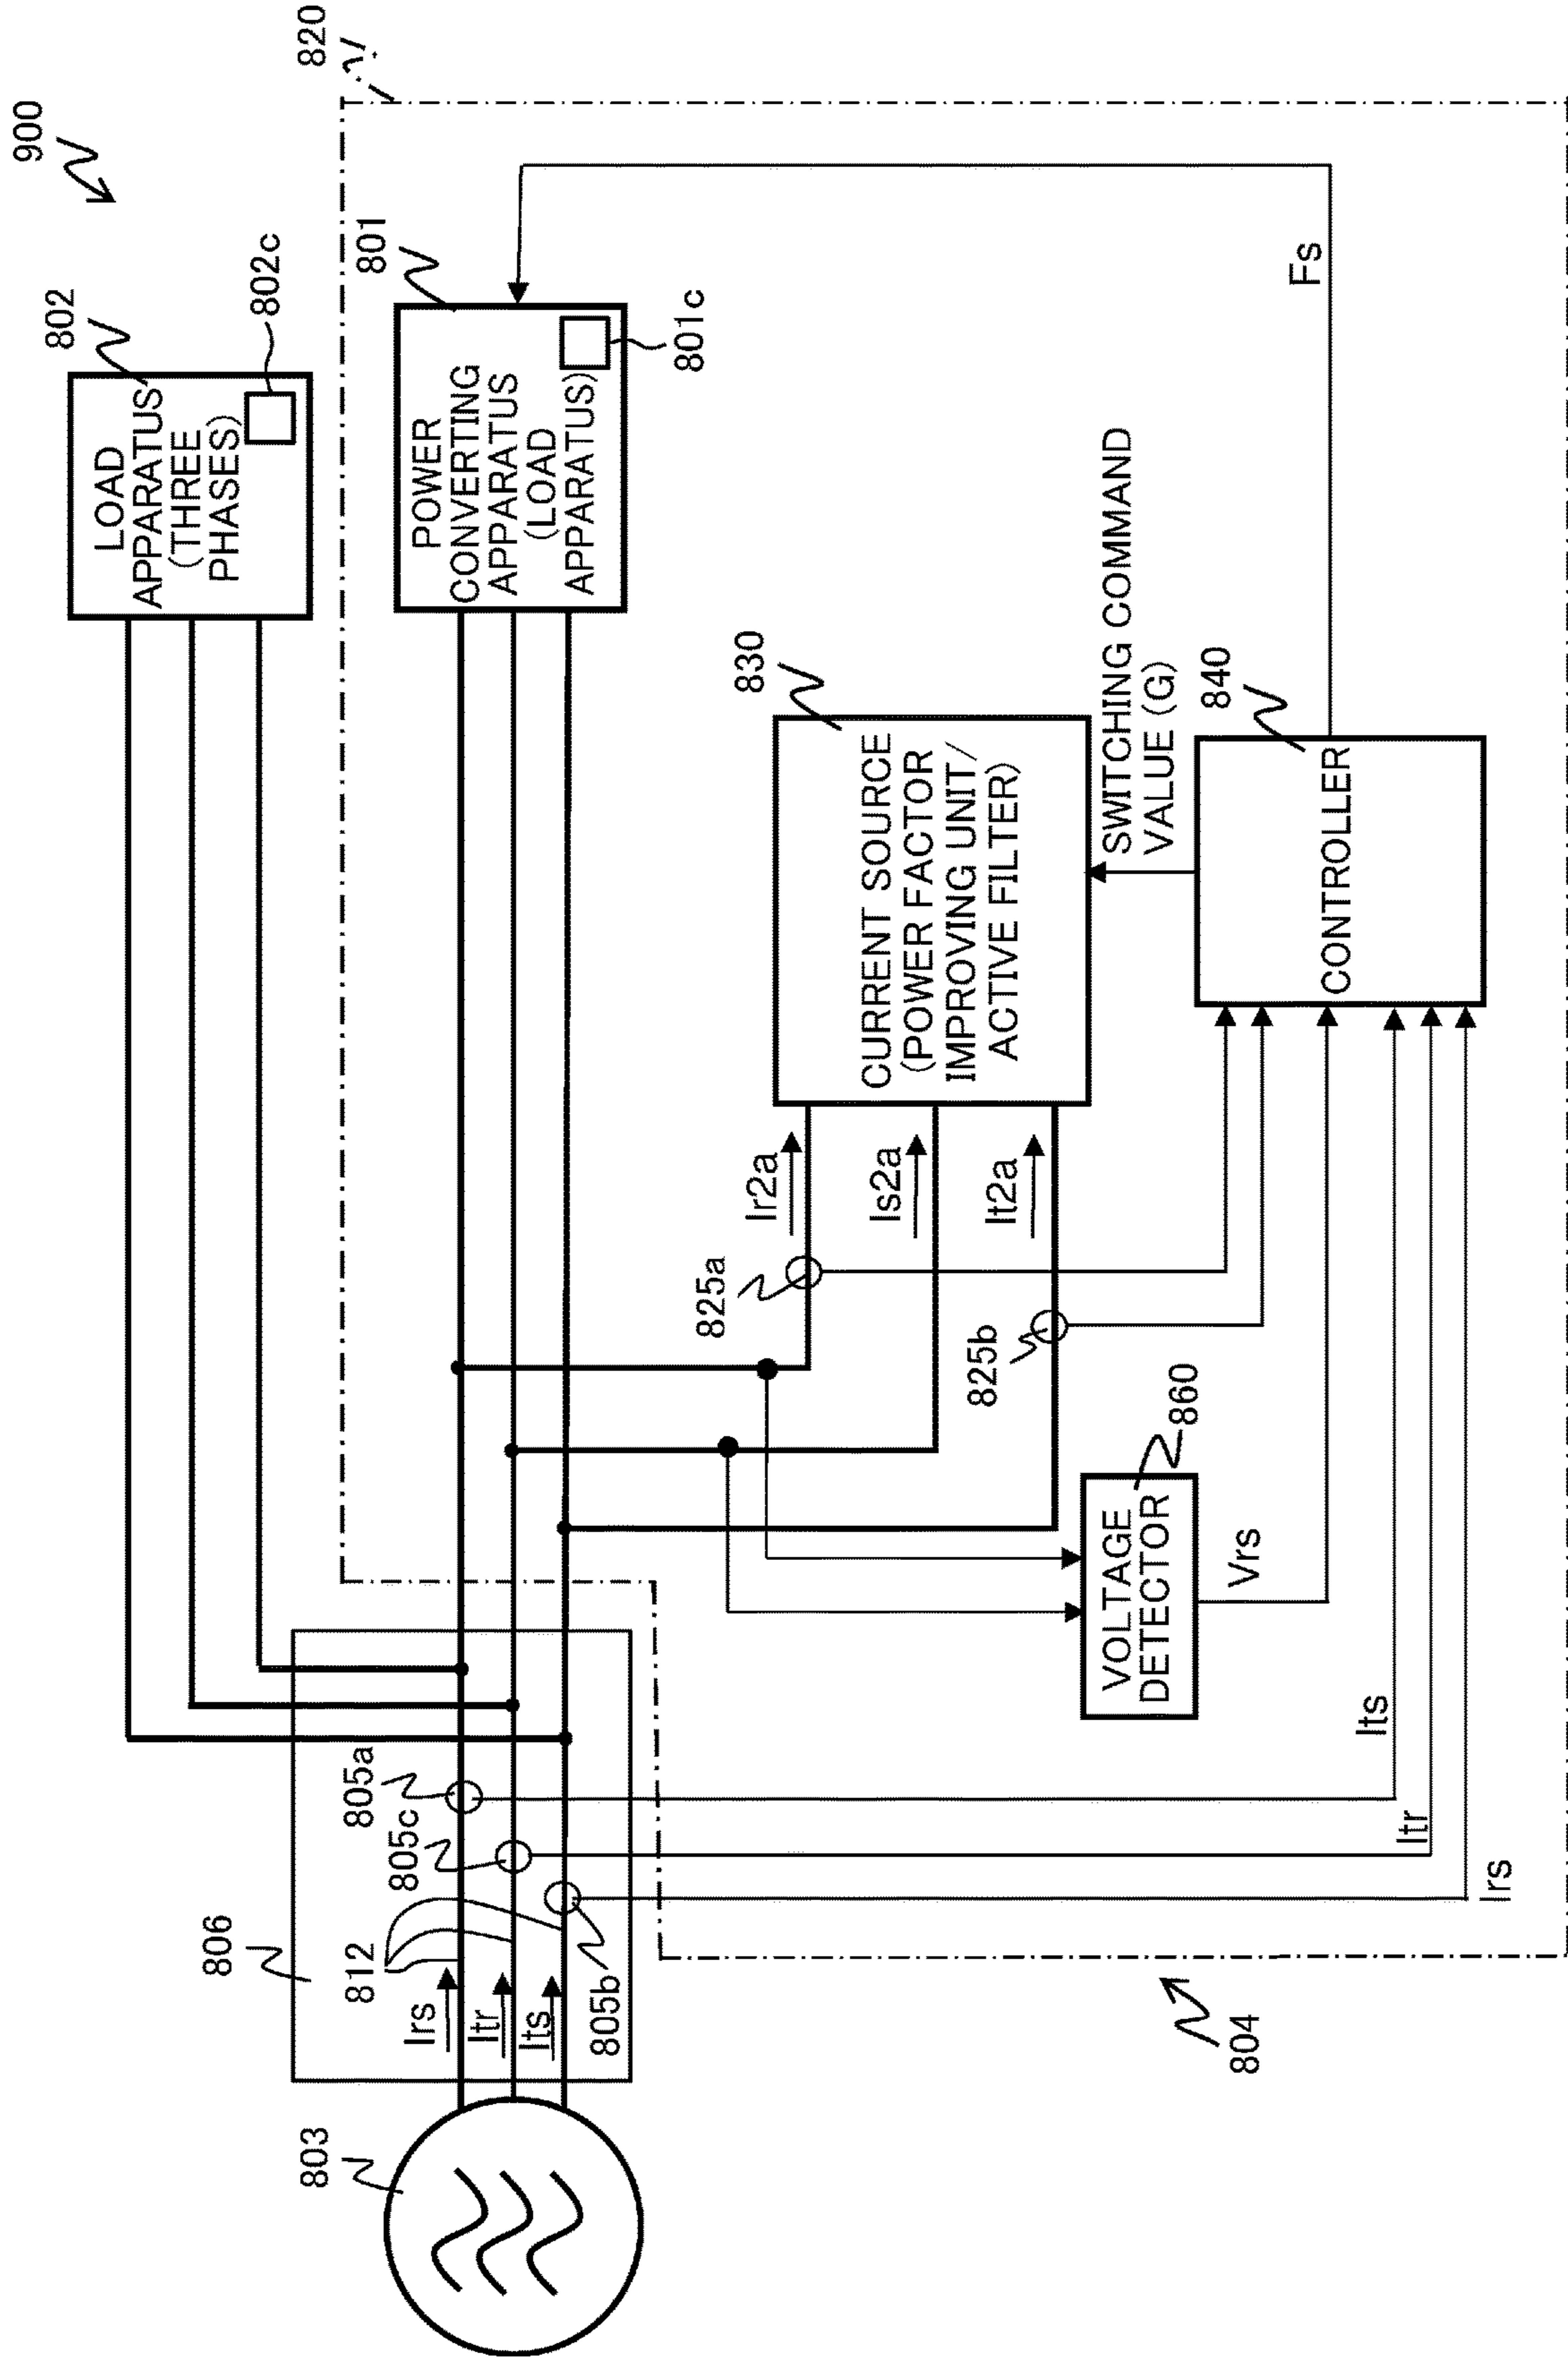 900
820
802
LOAD
APPARATUS
(THREE
PHASES)
802c
801
POWER
CONVERTING
APPARATUS
(LOAD
APPARATUS)
801c
Fs
830
CURRENT SOURCE
(POWER FACTOR
IMPROVING UNIT/
ACTIVE FILTER)
SWITCHING COMMAND
VALUE (G)
840
CONTROLLER
Ir2a
Is2a
It2a
825a
825b
860
VOLTAGE
DETECTOR
Vrs
Its
Itr
Irs
806
805a
805c
812
805b
Irs
Itr
Its
803
804